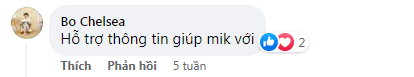 Bo Chelsea
Hỗ trợ thông tin giúp mik với
2
Thích Phản hồi 5 tuần